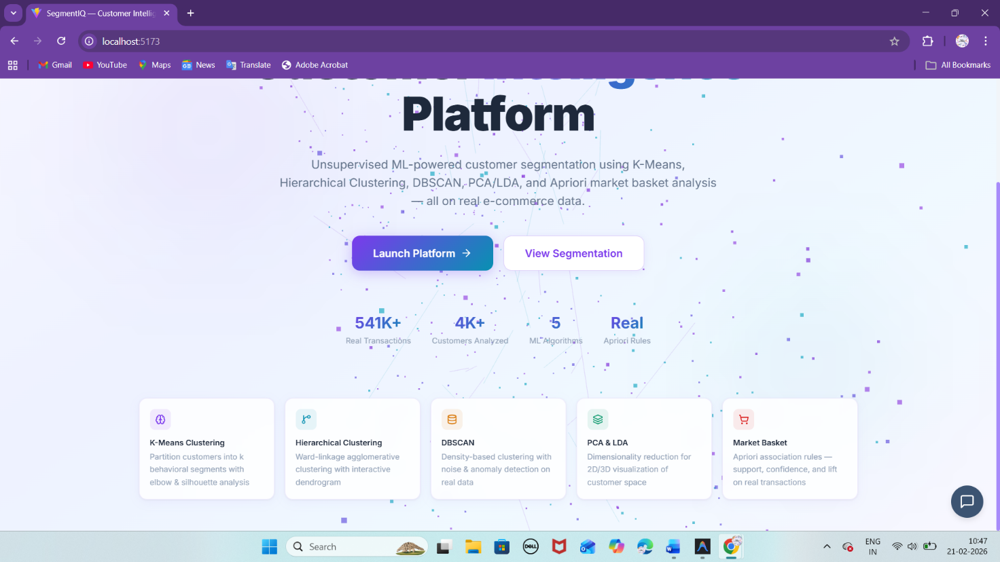 SegmentIQ — Customer Intellig
localhost:5173
Gmail
YouTube
Maps
News
Translate
Adobe Acrobat
All Bookmarks
Platform
Unsupervised ML-powered customer segmentation using K-Means,
Hierarchical Clustering, DBSCAN, PCA/LDA, and Apriori market basket analysis
— all on real e-commerce data.
Launch Platform →
View Segmentation
541K+
Real Transactions
4K+
Customers Analyzed
5
ML Algorithms
Real
Apriori Rules
K-Means Clustering
Partition customers into k
behavioral segments with
elbow & silhouette analysis
Hierarchical Clustering
Ward-linkage agglomerative
clustering with interactive
dendrogram
DBSCAN
Density-based clustering with
noise & anomaly detection on
real data
PCA & LDA
Dimensionality reduction for
2D/3D visualization of
customer space
Market Basket
Apriori association rules —
support, confidence, and lift
on real transactions
Search
DELL
ENG
IN
10:47
21-02-2026